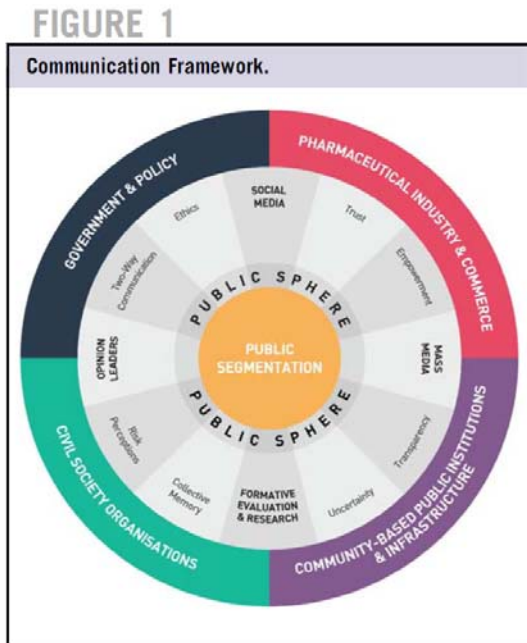 FIGURE 1
Communication Framework.
GOVERNMENT & POLICY
PHARMACEUTICAL INDUSTRY & COMMERCE
SOCIAL
MEDIA
Ethics
Trust
Two-Way
Communication
Empowerment
PUBLIC SPHERE
OPINION
LEADERS
PUBLIC
SEGMENTATION
MASS
MEDIA
PUBLIC SPHERE
Risk
Perceptions
Transparency
Collective
Memory
FORMATIVE
EVALUATION
& RESEARCH
Uncertainty
CIVIL SOCIETY ORGANISATIONS
COMMUNITY-BASED PUBLIC INSTITUTIONS
& INFRASTRUCTURE